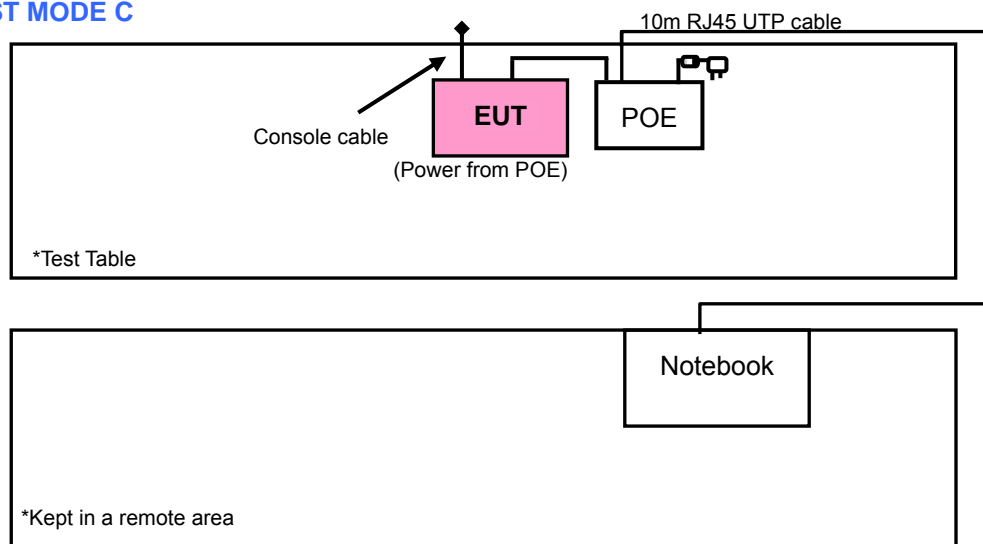 ST MODE C
10m RJ45 UTP cable
EUT
POE
Console cable
(Power from POE)
*Test Table
Notebook
*Kept in a remote area